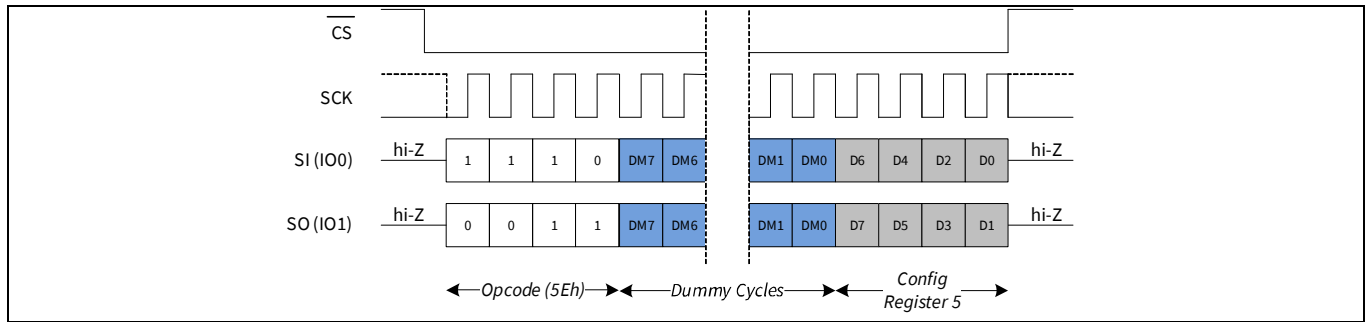 CS
SCK
SI (IO0) hi-Z 1 1 1 0 DM7 DM6 DM1 DM0 D6 D4 D2 D0 hi-Z
SO (IO1) hi-Z 0 0 1 1 DM7 DM6 DM1 DM0 D7 D5 D3 D1 hi-Z
Opcode (5Eh) Dummy Cycles Config
Register 5